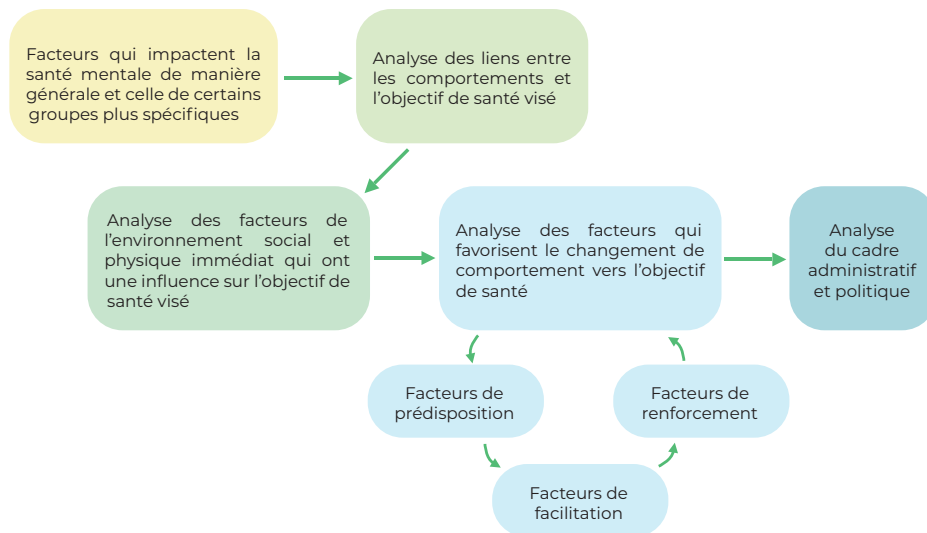 Facteurs qui impactent la
santé mentale de manière
générale et celle de certains
groupes plus spécifiques
Analyse des liens entre
les comportements et
l'objectif de santé visé
Analyse des facteurs de
l'environnement social et
physique immédiat qui ont
une influence sur l'objectif de
santé visé
Analyse des facteurs qui
favorisent le changement de
comportement vers l'objectif
de santé
Analyse
du cadre
administratif
et politique
Facteurs de
prédisposition
Facteurs de
renforcement
Facteurs de
facilitation